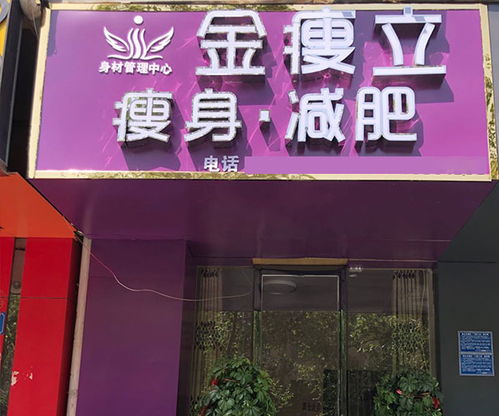 金瘦立
身材管理中心
瘦身·减肥
电话